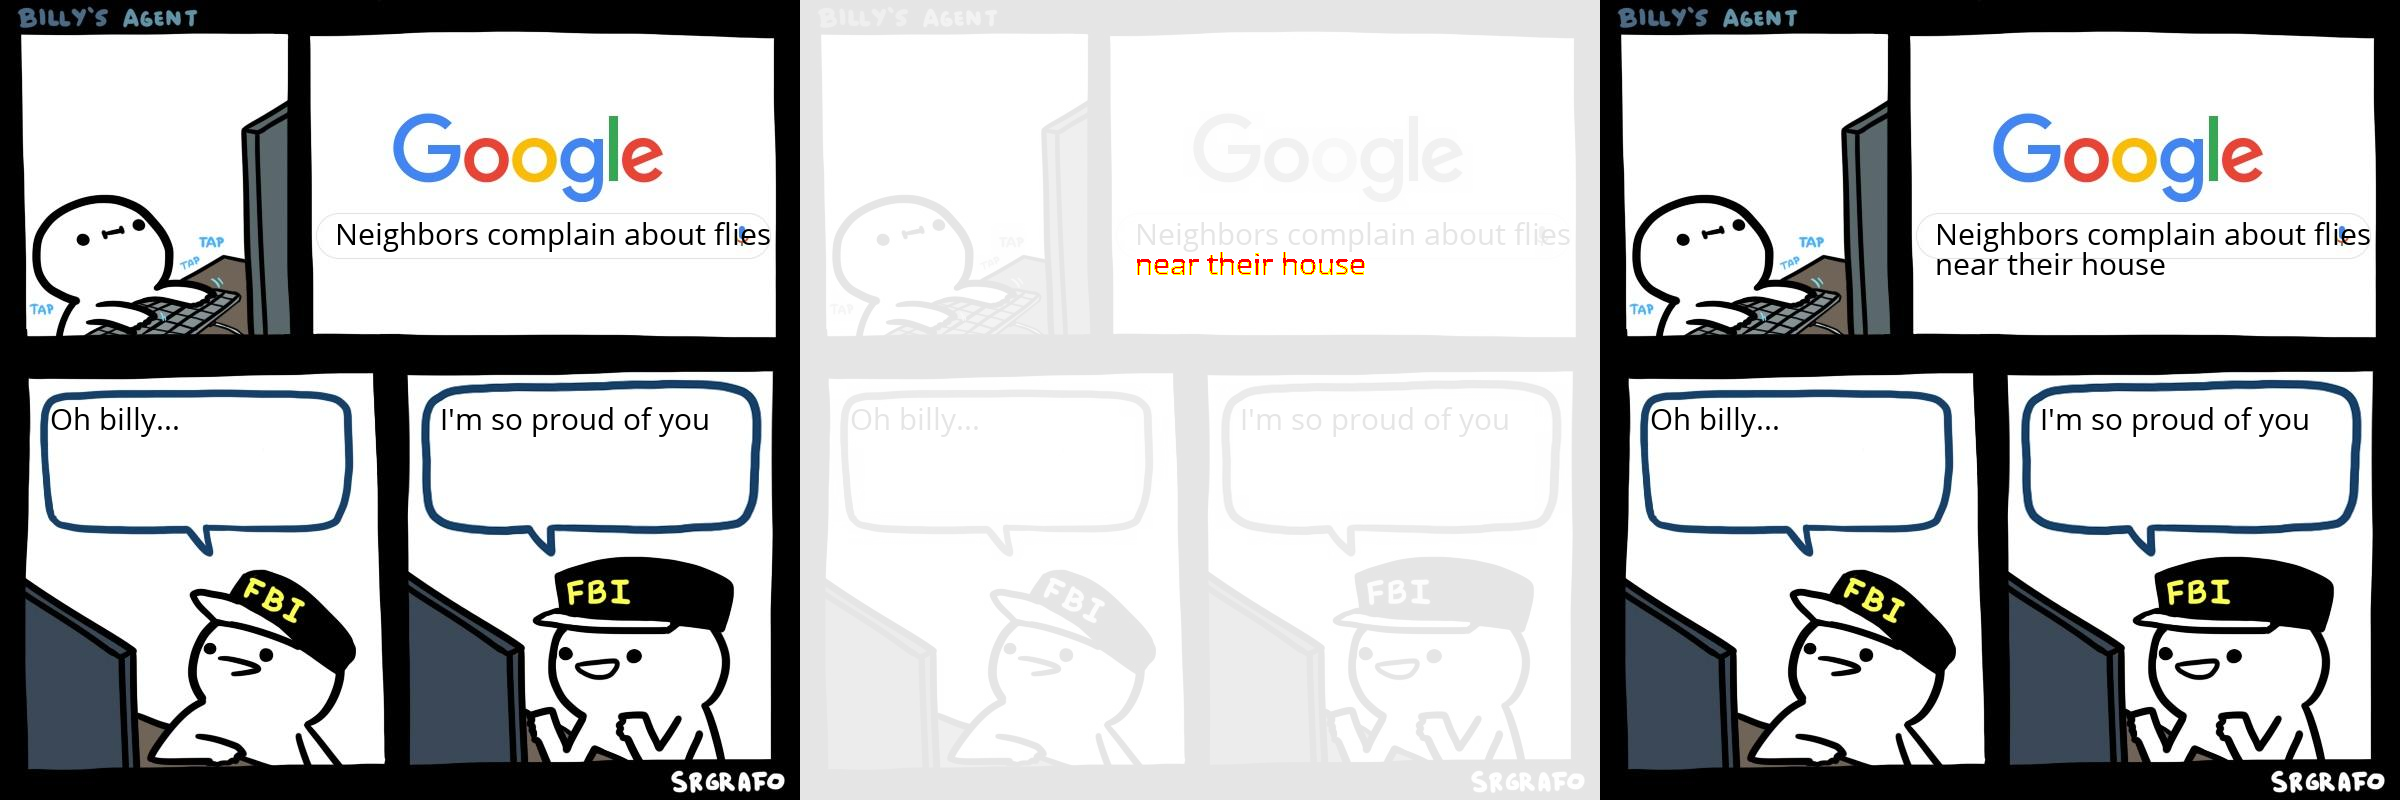 BILLY'S AGENT
Google
Neighbors complain about flies
TAP
TAP
TAP
Oh billy...
I'm so proud of you
FBI
FBI
SRGRAFO
BILLY'S AGENT
Google
Neighbors complain about flies
near their house
TAP
TAP
TAP
Oh billy...
I'm so proud of you
FBI
FBI
SRGRAFO
BILLY'S AGENT
Google
Neighbors complain about flies
near their house
TAP
TAP
TAP
Oh billy...
I'm so proud of you
FBI
FBI
SRGRAFO